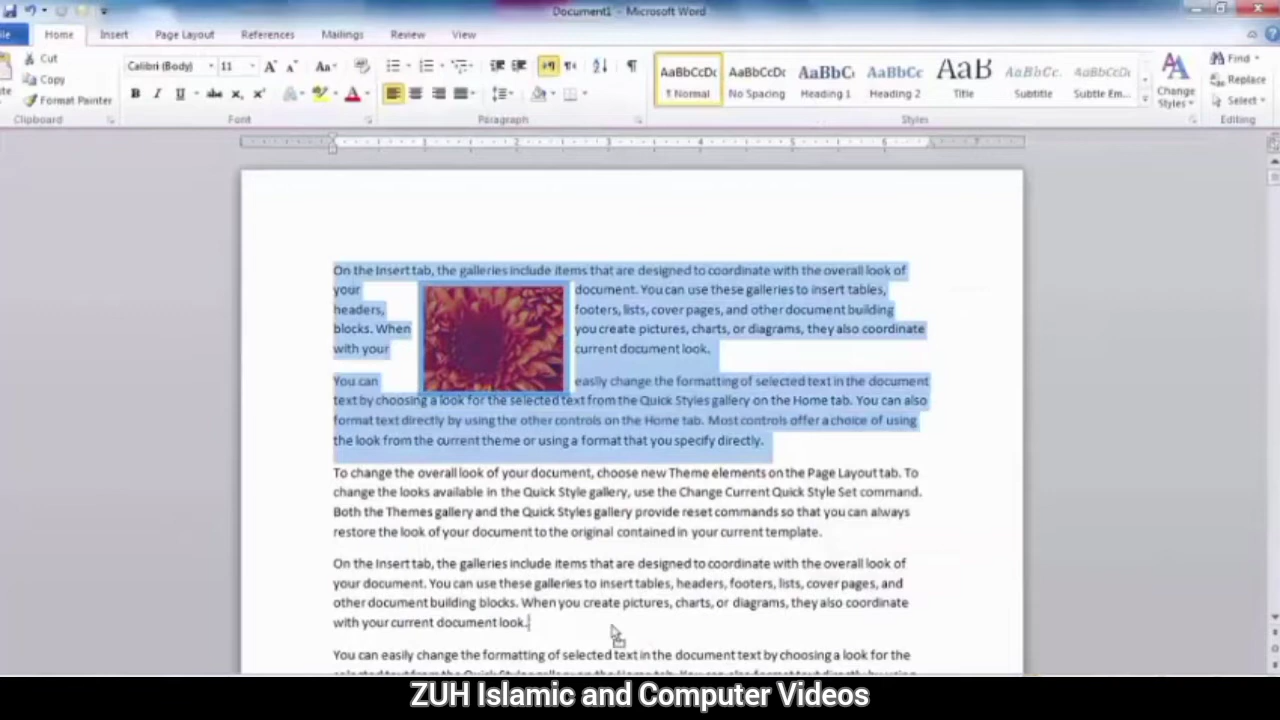 Document1 - Microsoft Word
Home Insert Page Layout References Mailings Review View
Cut
Copy
Format Painter
Clipboard
Calibri (Body) 11
Font
Paragraph
AaBbCcDc AaBbCcDc AaBbC AaBbCc AaB AaBbCc. AaBbCcDc
¶ Normal No Spacing Heading 1 Heading 2 Title Subtitle Subtle Em...
Change
Styles
Styles
Find
Replace
Select
Editing
On the Insert tab, the galleries include items that are designed to coordinate with the overall look of
your document. You can use these galleries to insert tables,
headers, footers, lists, cover pages, and other document building
blocks. When you create pictures, charts, or diagrams, they also coordinate
with your current document look.
You can easily change the formatting of selected text in the document
text by choosing a look for the selected text from the Quick Styles gallery on the Home tab. You can also
format text directly by using the other controls on the Home tab. Most controls offer a choice of using
the look from the current theme or using a format that you specify directly.
To change the overall look of your document, choose new Theme elements on the Page Layout tab. To
change the looks available in the Quick Style gallery, use the Change Current Quick Style Set command.
Both the Themes gallery and the Quick Styles gallery provide reset commands so that you can always
restore the look of your document to the original contained in your current template.
On the Insert tab, the galleries include items that are designed to coordinate with the overall look of
your document. You can use these galleries to insert tables, headers, footers, lists, cover pages, and
other document building blocks. When you create pictures, charts, or diagrams, they also coordinate
with your current document look.
You can easily change the formatting of selected text in the document text by choosing a look for the
ZUH Islamic and Computer Videos